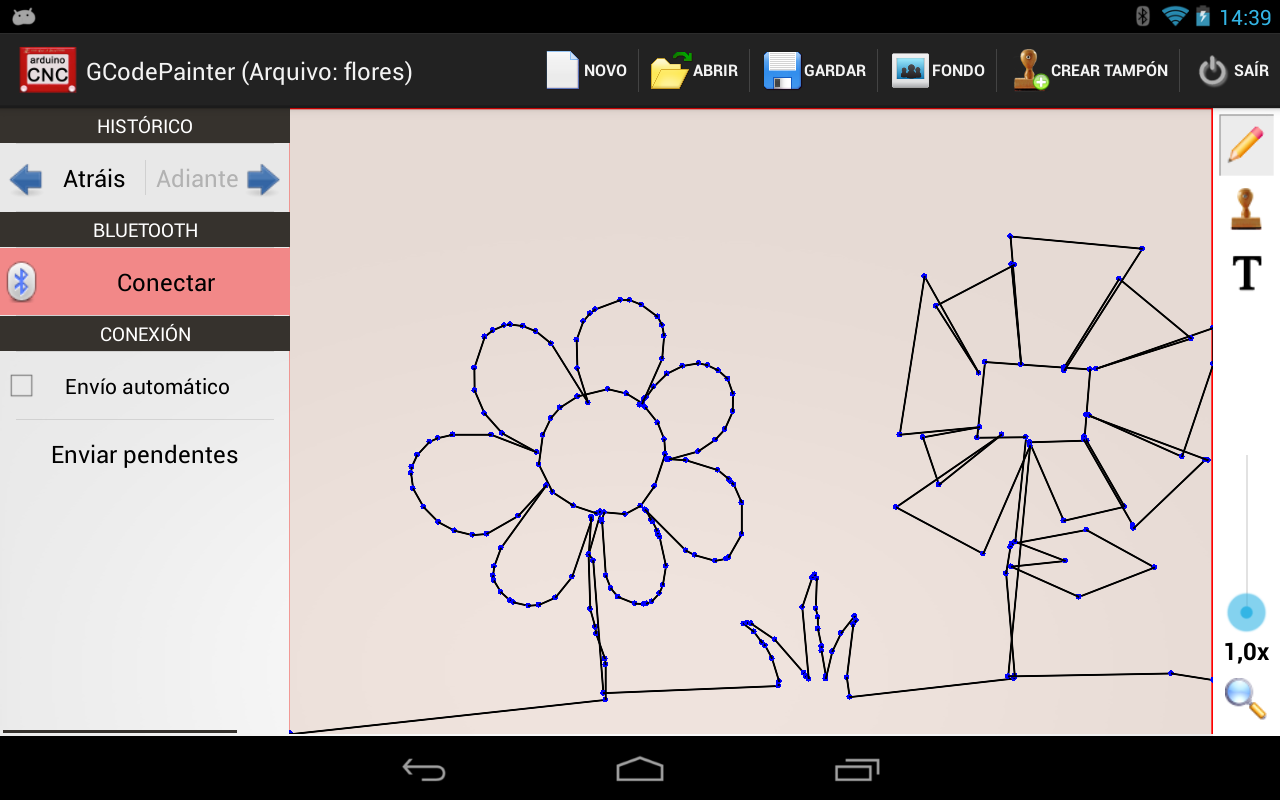 14:39
arduino
CNC
GCodePainter (Arquivo: flores)
NOVO
ABRIR
GARDAR
FONDO
CREAR TAMPÓN
SAÍR
HISTÓRICO
Atráis
Adiante
BLUETOOTH
Conectar
CONEXIÓN
Envío automático
Enviar pendentes
T
1,0x